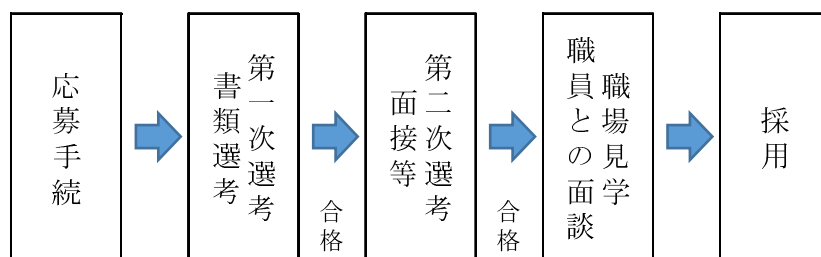 応募手続
第一次選考
書類選考
合格
第二次選考
面接等
合格
職場見学
職員との面談
採用